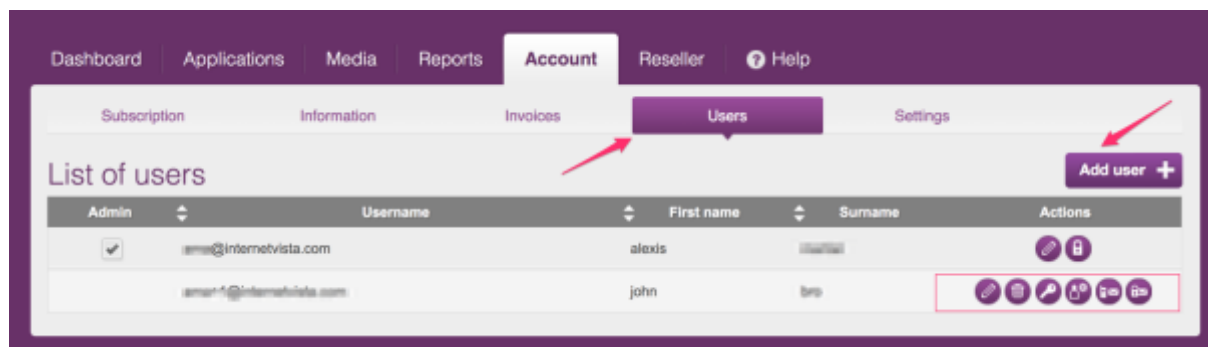 Dashboard Applications Media Reports Account Reseller ? Help
Subscription Information Invoices Users Settings
List of users
Add user +
Admin Username First name Surname Actions
@internetvista.com alexis
john